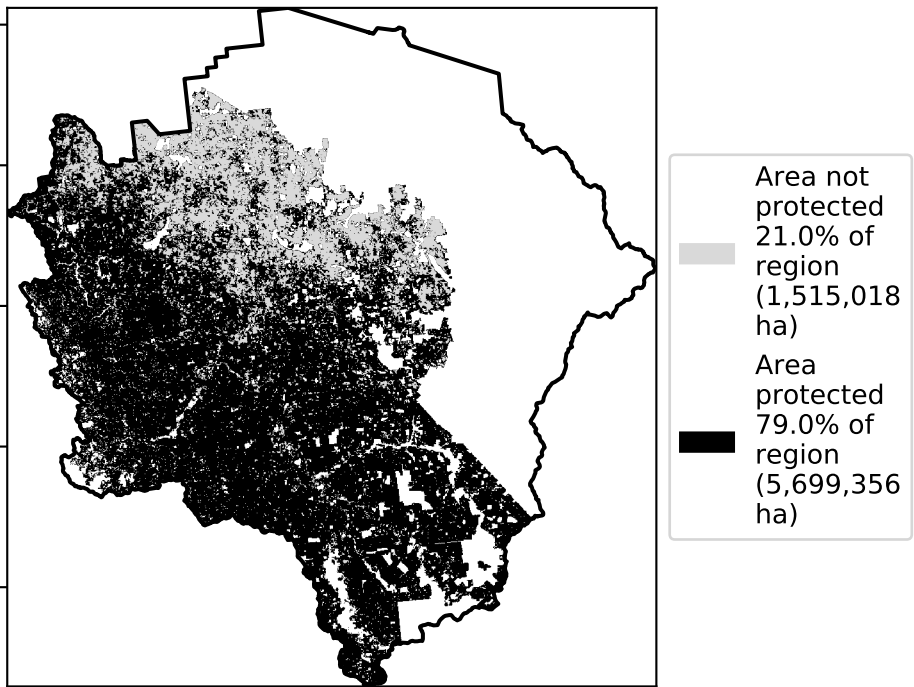 Area not
protected
21.0% of
region
(1,515,018
ha)
Area
protected
79.0% of
region
(5,699,356
ha)